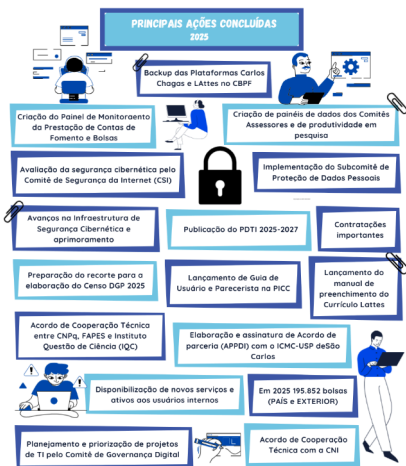 PRINCIPAIS AÇÕES CONCLUÍDAS
2025
Backup das Plataformas Carlos
Chagas e LAttes no CBPF
Criação do Painel de Monitoraento
da Prestação de Contas de
Fomento e Bolsas
Criação de painéis de dados dos Comitês
Assessores e de produtividade em
pesquisa
Avaliação da segurança cibernética pelo
Comitê de Segurança da Internet (CSI)
Implementação do Subcomitê de
Proteção de Dados Pessoais
Avanços na Infraestrutura de
Segurança Cibernética e
aprimoramento
Publicação do PDTI 2025-2027
Contratações
importantes
Preparação do recorte para a
elaboração do Censo DGP 2025
Lançamento de Guia de
Usuário e Parecerista na PICC
Lançamento do
manual de
preenchimento do
Currículo Lattes
Acordo de Cooperação Técnica
entre CNPq, FAPES e Instituto
Questão de Ciência (IQC)
Elaboração e assinatura de Acordo de
parceria (APPDI) com o ICMC-USP deSão
Carlos
Disponibilização de novos serviços e
ativos aos usuários internos
Em 2025 195.852 bolsas
(PAÍS e EXTERIOR)
Planejamento e priorização de projetos
de TI pelo Comitê de Governança Digital
Acordo de Cooperação
Técnica com a CNI